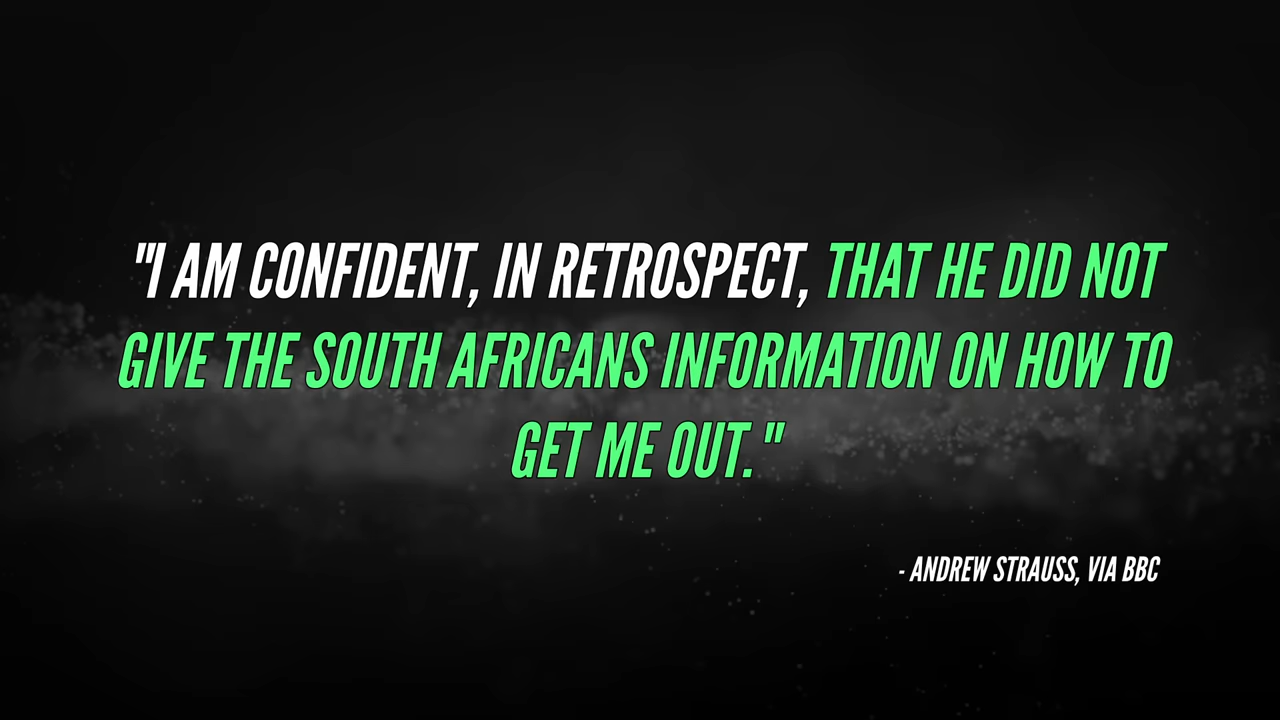 "I AM CONFIDENT, IN RETROSPECT, THAT HE DID NOT
GIVE THE SOUTH AFRICANS INFORMATION ON HOW TO
GET ME OUT."
- ANDREW STRAUSS, VIA BBC